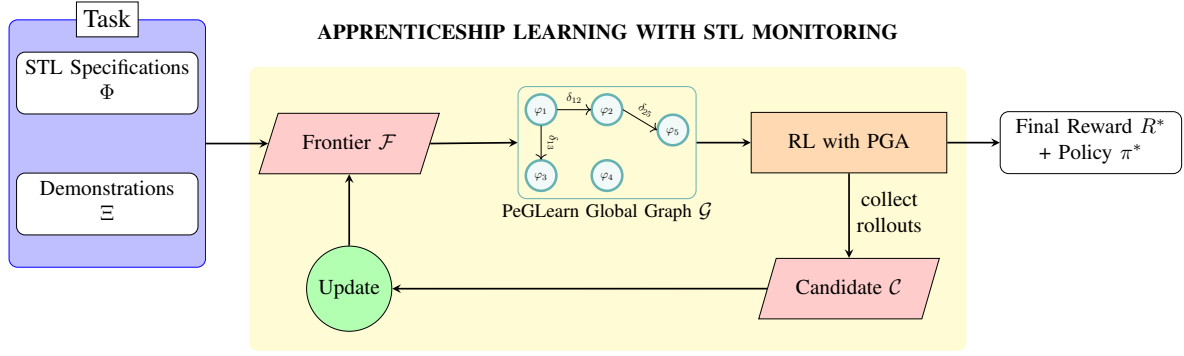 Task
APPRENTICESHIP LEARNING WITH STL MONITORING
STL Specifications
Φ
Demonstrations
Ξ
Frontier ℱ
φ₁
δ₁₂
φ₂
δ₂₅
φ₅
δ₁₃
φ₃
φ₄
PeGLearn Global Graph 𝒢
RL with PGA
Final Reward R*
+ Policy π*
collect
rollouts
Update
Candidate 𝒞